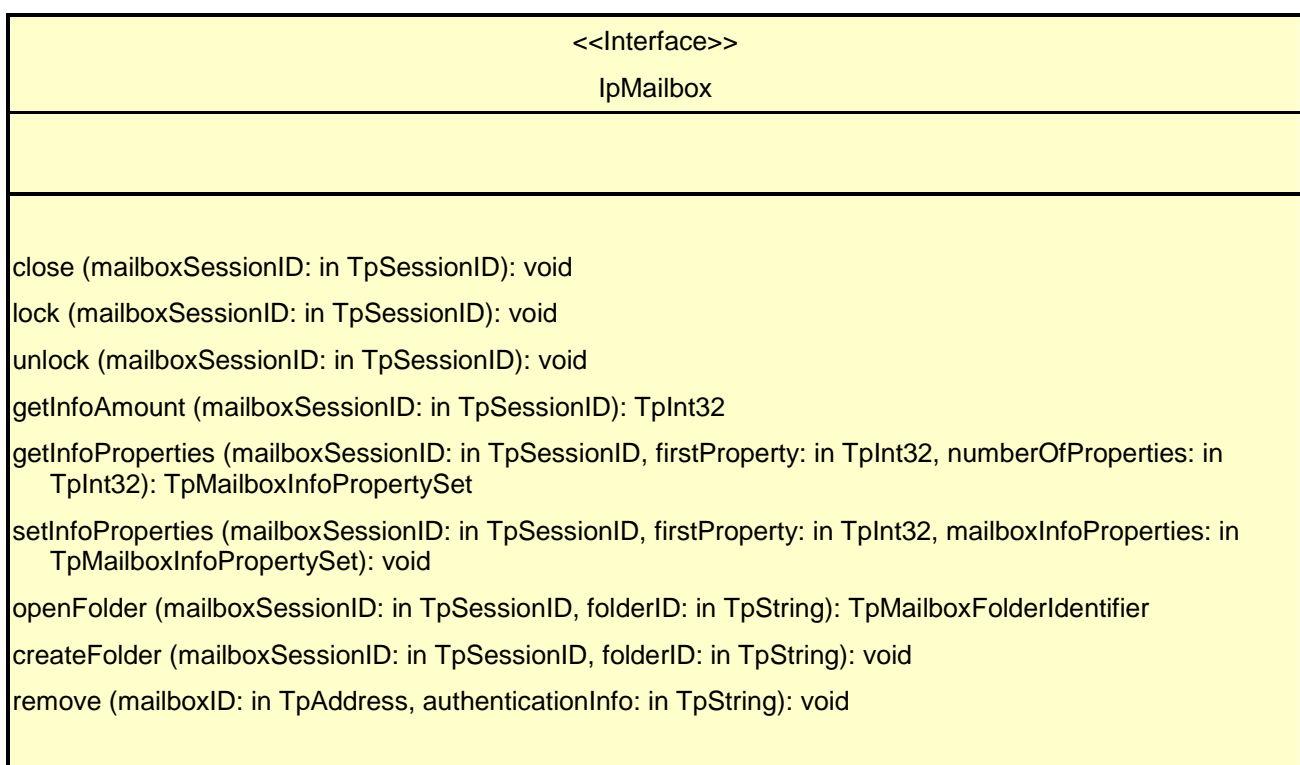 <<Interface>>
IpMailbox
close (mailboxSessionID: in TpSessionID): void
lock (mailboxSessionID: in TpSessionID): void
unlock (mailboxSessionID: in TpSessionID): void
getInfoAmount (mailboxSessionID: in TpSessionID): TpInt32
getInfoProperties (mailboxSessionID: in TpSessionID, firstProperty: in TpInt32, numberOfProperties: in
TpInt32): TpMailboxInfoPropertySet
setInfoProperties (mailboxSessionID: in TpSessionID, firstProperty: in TpInt32, mailboxInfoProperties: in
TpMailboxInfoPropertySet): void
openFolder (mailboxSessionID: in TpSessionID, folderID: in TpString): TpMailboxFolderIdentifier
createFolder (mailboxSessionID: in TpSessionID, folderID: in TpString): void
remove (mailboxID: in TpAddress, authenticationInfo: in TpString): void